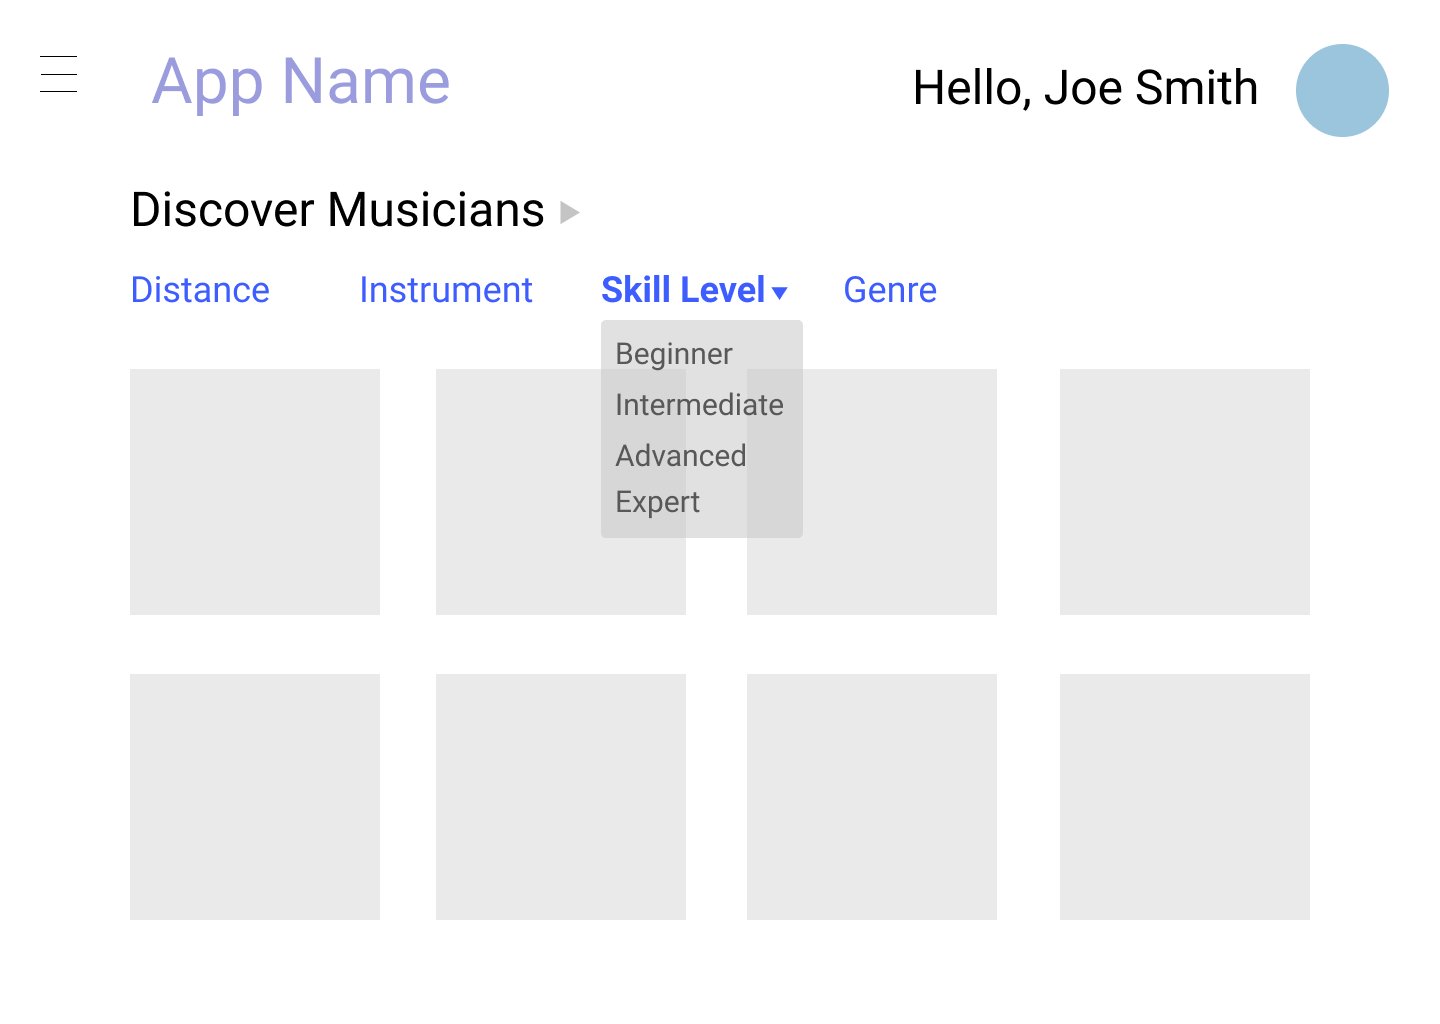 App Name
Hello, Joe Smith
Discover Musicians
Distance Instrument Skill Level Genre
Beginner
Intermediate
Advanced
Expert